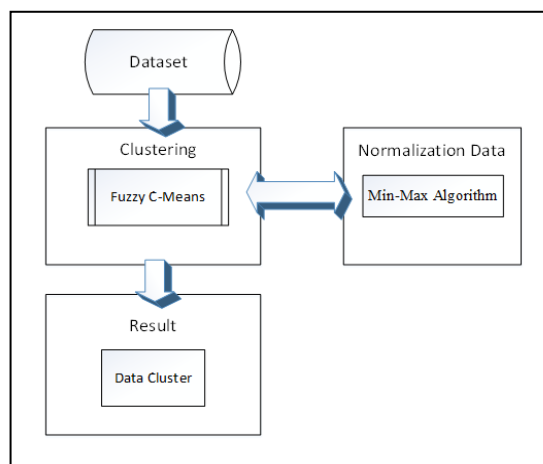 Dataset
Clustering
Fuzzy C-Means
Normalization Data
Min-Max Algorithm
Result
Data Cluster